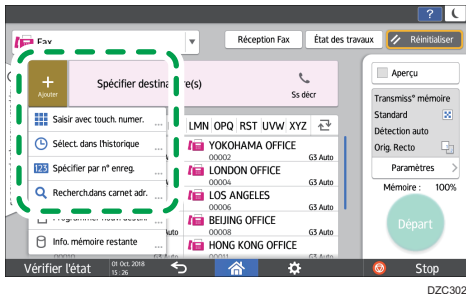 ?
Fax
Réception Fax
État des travaux
Réinitialiser
Ajouter
Spécifier destina
re(s)
Ss décr
Aperçu
Saisir avec touch. numer. ...
Sélect. dans l'historique ...
123 Spécifier par n° enreg. ...
Recherch.dans carnet adr. ...
Info. mémoire restante ...
LMN OPQ RST UVW XYZ
YOKOHAMA OFFICE
00002 G3 Auto
LONDON OFFICE
00004 G3 Auto
LOS ANGELES
00006 G3 Auto
BEIJING OFFICE
00008 G3 Auto
HONG KONG OFFICE
Transmiss° mémoire
Standard
Détection auto
Orig. Recto
Paramètres >
Mémoire : 100%
Départ
Vérifier l'état
01 Oct. 2018
15 : 26
Stop
DZC302